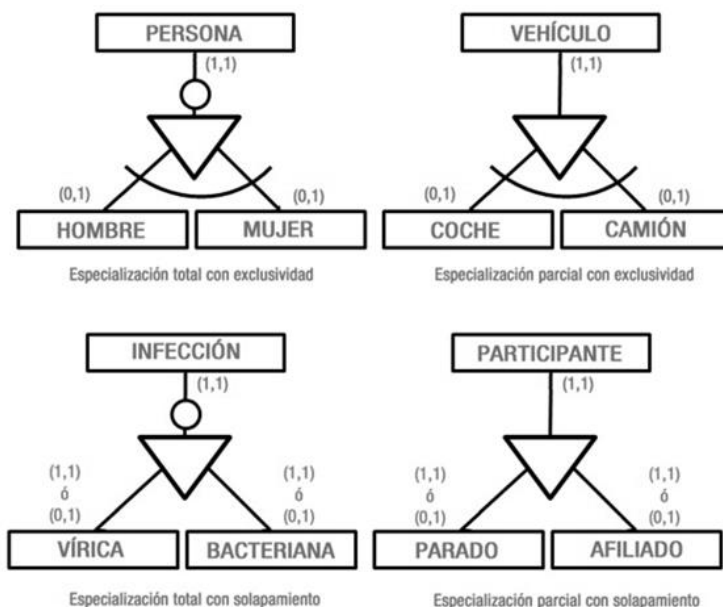 PERSONA
(1,1)
(0,1)
(0,1)
HOMBRE
MUJER
Especialización total con exclusividad
VEHÍCULO
(1,1)
(0,1)
(0,1)
COCHE
CAMIÓN
Especialización parcial con exclusividad
INFECCIÓN
(1,1)
(1,1)
ó
(0,1)
(1,1)
ó
(0,1)
VÍRICA
BACTERIANA
Especialización total con solapamiento
PARTICIPANTE
(1,1)
(1,1)
ó
(0,1)
(1,1)
ó
(0,1)
PARADO
AFILIADO
Especialización parcial con solapamiento